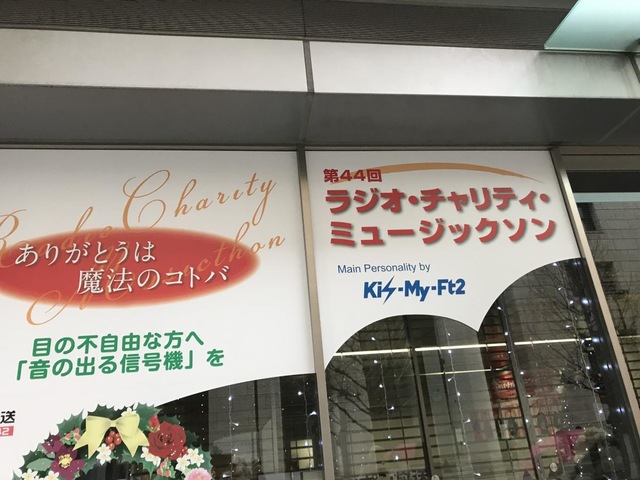 Radio Charity
Musicthon
ありがとうは
魔法のコトバ
目の不自由な方へ
「音の出る信号機」を
送
第44回
ラジオ・チャリティ・
ミュージックソン
Main Personality by
Kis-My-Ft2